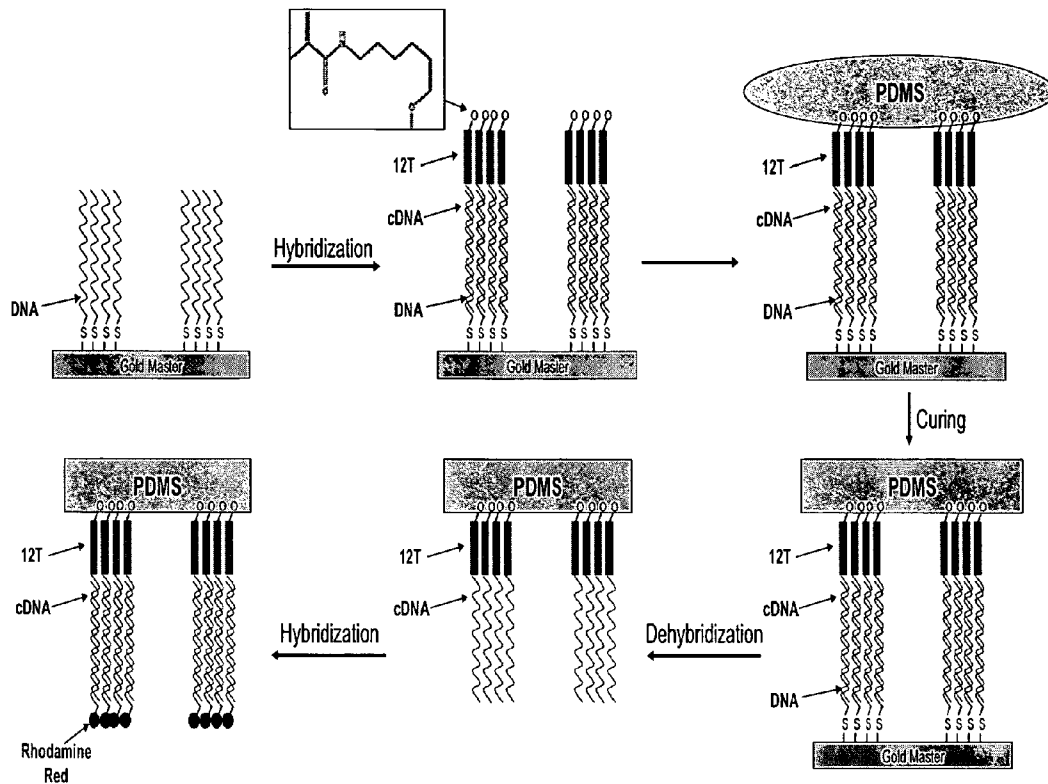 DNA
S S S S
S S S S
Gold Master
Hybridization
O
O
O O O O
O O O O
12T
cDNA
DNA
S S S S
S S S S
Gold Master
PDMS
O O O O
O O O O
12T
cDNA
DNA
S S S S
S S S S
Gold Master
Curing
PDMS
O O O O
O O O O
12T
cDNA
DNA
S S S S
S S S S
Gold Master
Dehybridization
PDMS
O O O O
O O O O
12T
cDNA
Hybridization
PDMS
O O O O
O O O O
12T
cDNA
Rhodamine
Red